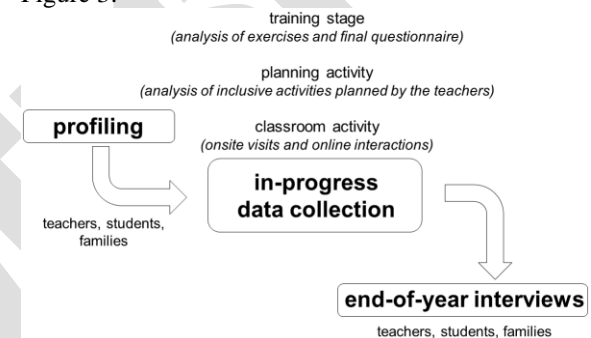 Figure 3.
training stage
(analysis of exercises and final questionnaire)
planning activity
(analysis of inclusive activities planned by the teachers)
profiling
classroom activity
(onsite visits and online interactions)
in-progress
data collection
teachers, students,
families
end-of-year interviews
teachers, students, families